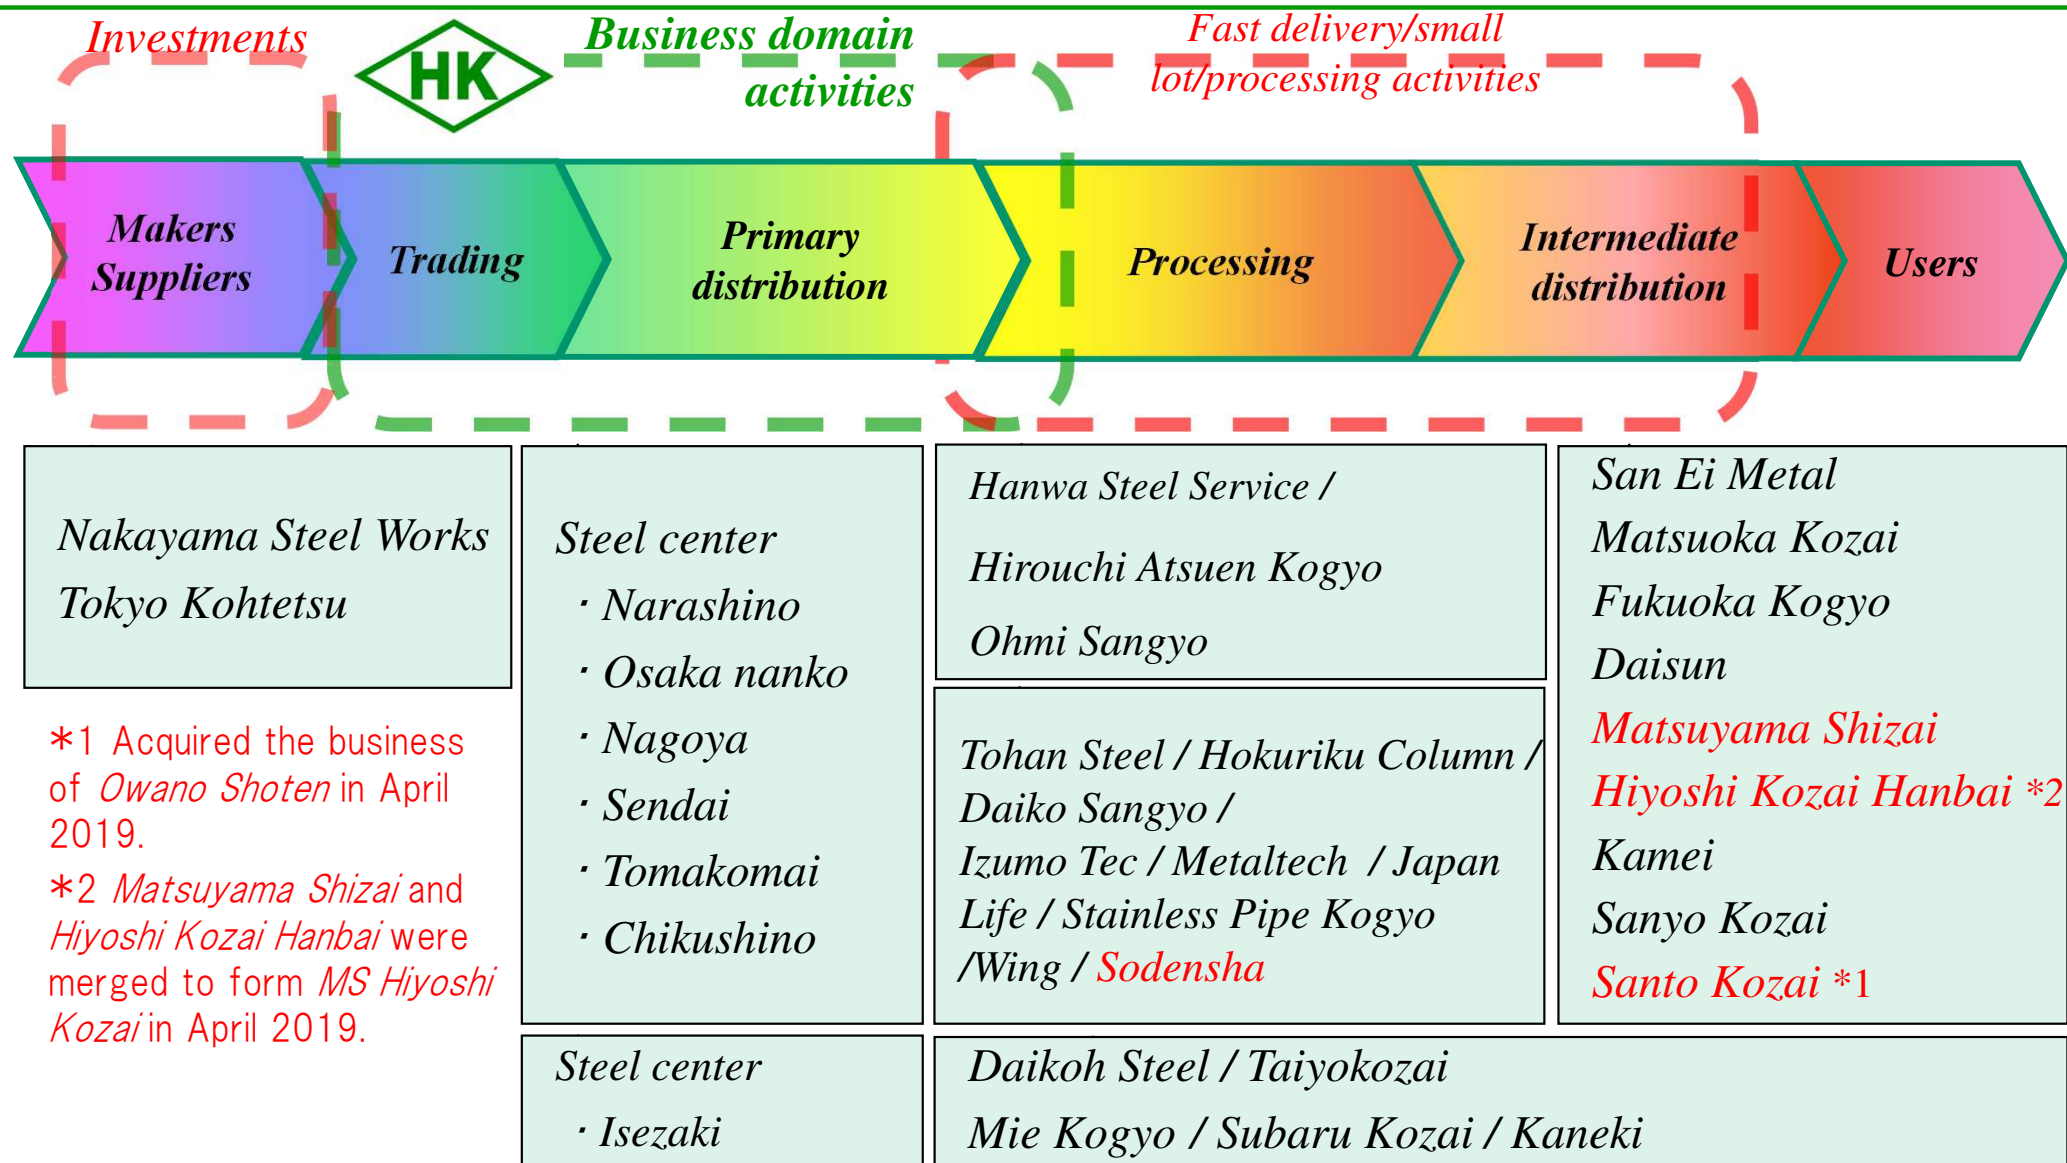 Investments
HK
Business domain
activities
Fast delivery/small
lot/processing activities
Makers
Suppliers
Trading
Primary
distribution
Processing
Intermediate
distribution
Users
Nakayama Steel Works
Tokyo Kohtetsu
*1 Acquired the business
of Owano Shoten in April
2019.
*2 Matsuyama Shizai and
Hiyoshi Kozai Hanbai were
merged to form MS Hiyoshi
Kozai in April 2019.
Steel center
・Narashino
・Osaka nanko
・Nagoya
・Sendai
・Tomakomai
・Chikushino
Steel center
・Isezaki
Hanwa Steel Service /
Hirouchi Atsuen Kogyo
Ohmi Sangyo
Tohan Steel / Hokuriku Column /
Daiko Sangyo /
Izumo Tec / Metaltech / Japan
Life / Stainless Pipe Kogyo
/Wing / Sodensha
San Ei Metal
Matsuoka Kozai
Fukuoka Kogyo
Daisun
Matsuyama Shizai
Hiyoshi Kozai Hanbai *2
Kamei
Sanyo Kozai
Santo Kozai *1
Daikoh Steel / Taiyokozai
Mie Kogyo / Subaru Kozai / Kaneki